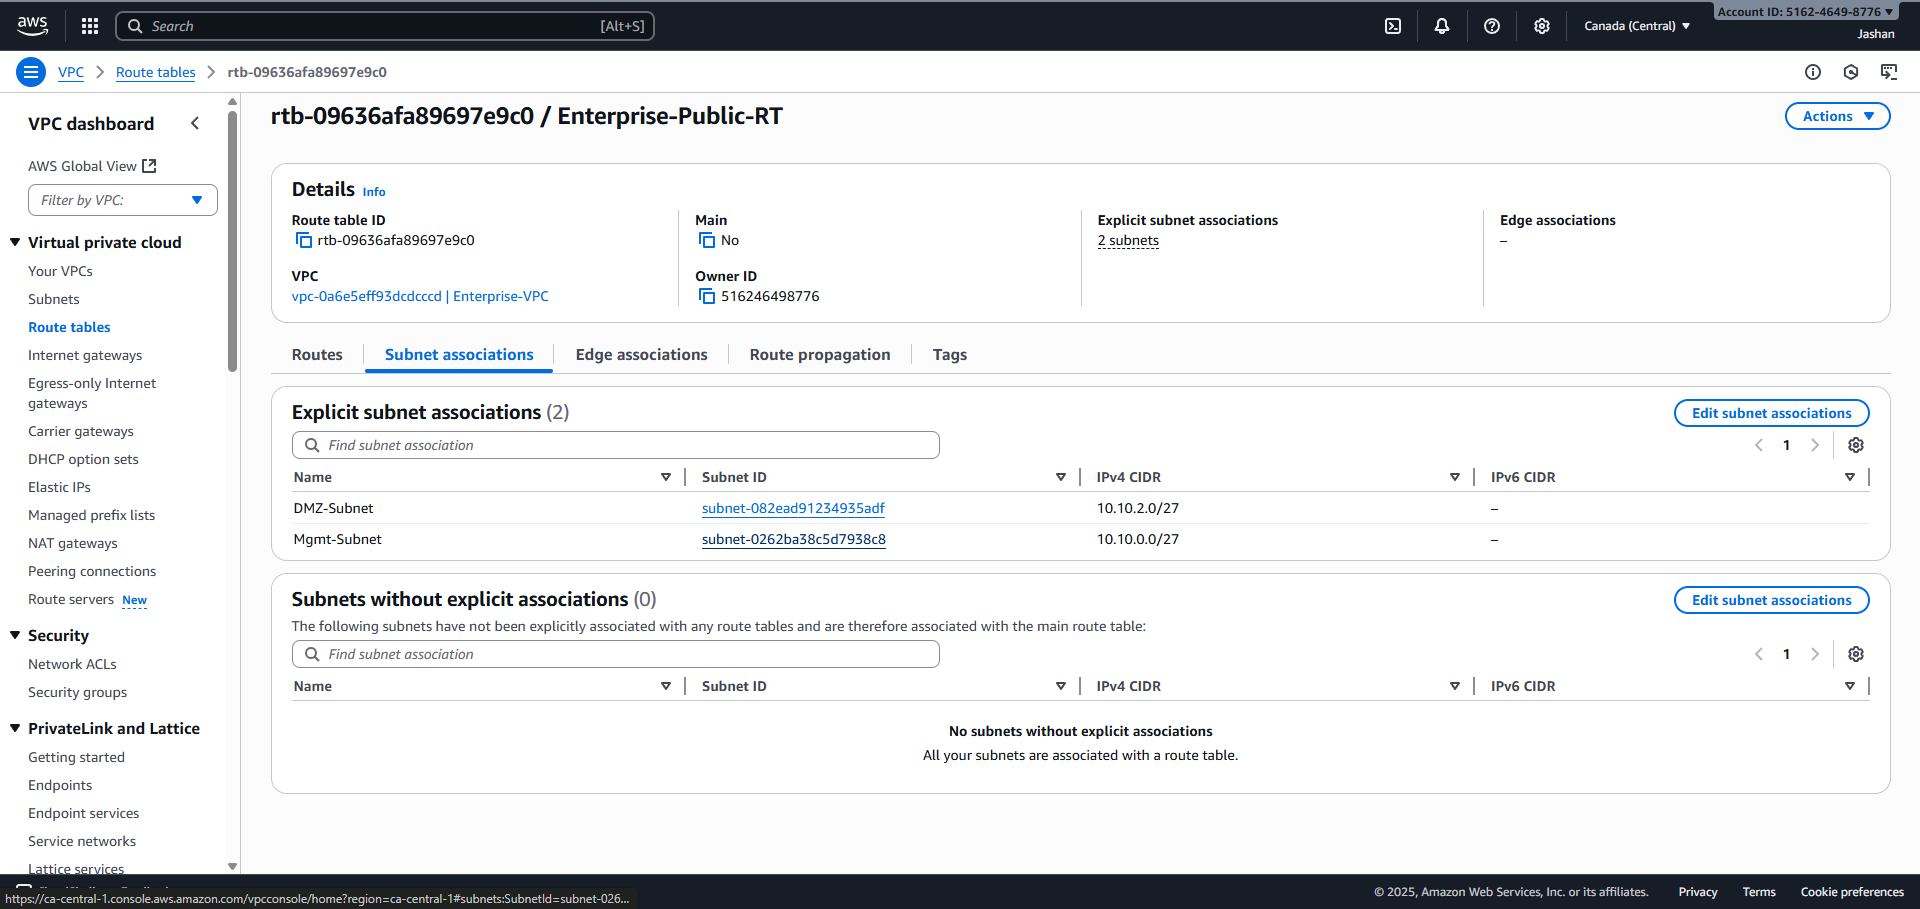 aws
Search [Alt+S]
Canada (Central)
Account ID: 5162-4649-8776
Jashan
VPC Route tables rtb-09636afa89697e9c0
VPC dashboard
AWS Global View
Filter by VPC:
Virtual private cloud
Your VPCs
Subnets
Route tables
Internet gateways
Egress-only Internet
gateways
Carrier gateways
DHCP option sets
Elastic IPs
Managed prefix lists
NAT gateways
Peering connections
Route servers New
Security
Network ACLs
Security groups
PrivateLink and Lattice
Getting started
Endpoints
Endpoint services
Service networks
Lattice services
rtb-09636afa89697e9c0 / Enterprise-Public-RT
Actions
Details Info
Route table ID
rtb-09636afa89697e9c0
Main
No
Explicit subnet associations
2 subnets
Edge associations
–
VPC
vpc-0a6e5eff93dcdcccd | Enterprise-VPC
Owner ID
516246498776
Routes Subnet associations Edge associations Route propagation Tags
Explicit subnet associations (2)
Edit subnet associations
Find subnet association
1
Name Subnet ID IPv4 CIDR IPv6 CIDR
DMZ-Subnet subnet-082ead91234935adf 10.10.2.0/27 –
Mgmt-Subnet subnet-0262ba38c5d7938c8 10.10.0.0/27 –
Subnets without explicit associations (0)
Edit subnet associations
The following subnets have not been explicitly associated with any route tables and are therefore associated with the main route table:
Find subnet association
1
Name Subnet ID IPv4 CIDR IPv6 CIDR
No subnets without explicit associations
All your subnets are associated with a route table.
https://ca-central-1.console.aws.amazon.com/vpcconsole/home?region=ca-central-1#subnets:SubnetId=subnet-026...
© 2025, Amazon Web Services, Inc. or its affiliates. Privacy Terms Cookie preferences